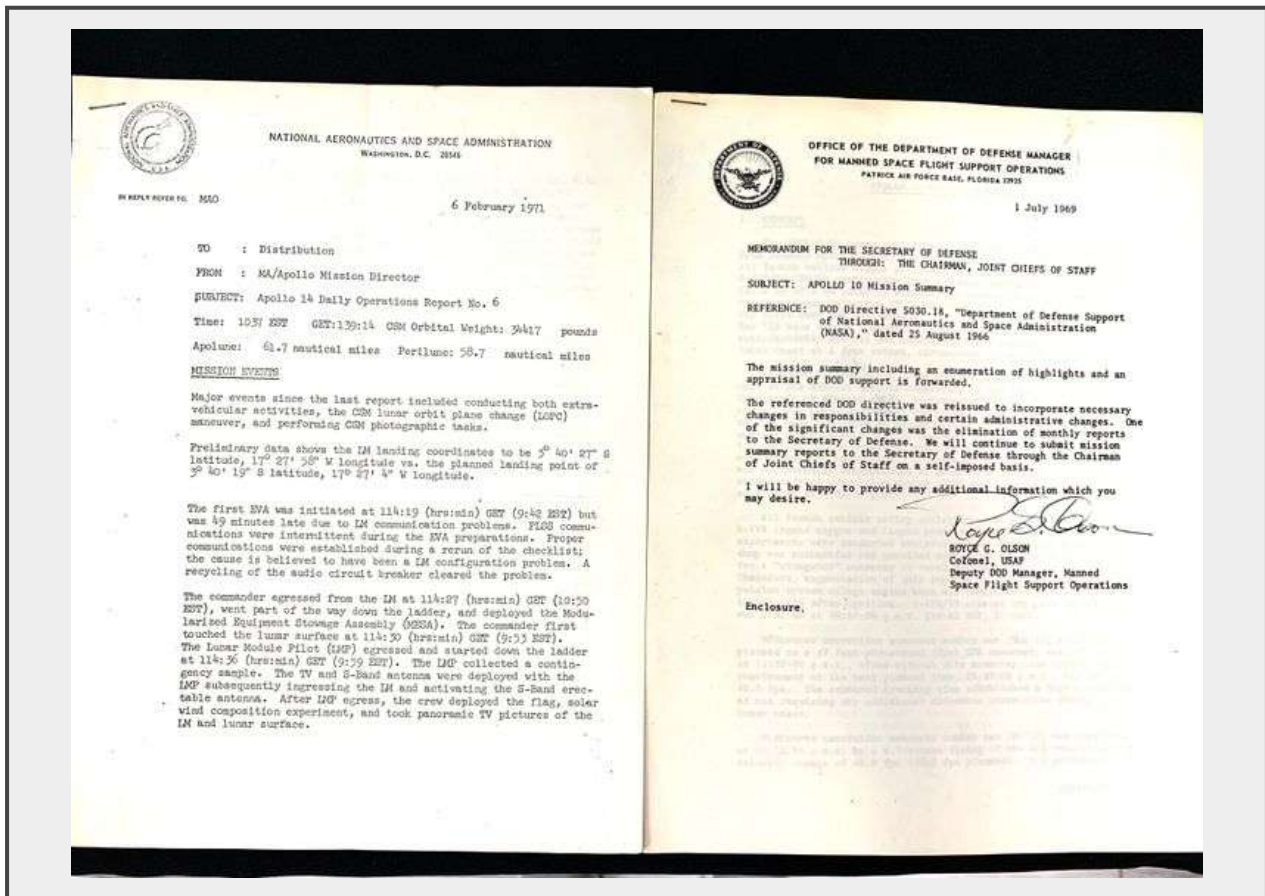 NATIONAL AERONAUTICS AND SPACE ADMINISTRATION
WASHINGTON, D.C. 20546
IN REPLY REFER TO: MAO
6 February 1971
TO : Distribution
FROM : MA/Apollo Mission Director
SUBJECT: Apollo 14 Daily Operations Report No. 6
Time: 1037 EST GET:139:14 CSM Orbital Weight: 34417 pounds
Apolune: 61.7 nautical miles Perilune: 58.7 nautical miles
MISSION EVENTS
Major events since the last report included conducting both extra-
vehicular activities, the CSM lunar orbit plane change (LOPC)
maneuver, and performing CSM photographic tasks.
Preliminary data shows the LM landing coordinates to be 3° 40' 27" S
latitude, 17° 27' 58" W longitude vs. the planned landing point of
3° 40' 19" S latitude, 17° 27' 4" W longitude.
The first EVA was initiated at 114:19 (hrs:min) GET (9:42 EST) but
was 49 minutes late due to LM communication problems. PLSS commu-
nications were intermittent during the EVA preparations. Proper
communications were established during a rerun of the checklist;
the cause is believed to have been a LM configuration problem. A
recycling of the audio circuit breaker cleared the problem.
The commander egressed from the LM at 114:27 (hrs:min) GET (10:50
EST), went part of the way down the ladder, and deployed the Modu-
larized Equipment Stowage Assembly (MESA). The commander first
touched the lunar surface at 114:30 (hrs:min) GET (9:53 EST).
The Lunar Module Pilot (LMP) egressed and started down the ladder
at 114:36 (hrs:min) GET (9:59 EST). The LMP collected a contin-
gency sample. The TV and S-Band antenna were deployed with the
LMP subsequently ingressing the LM and activating the S-Band erec-
table antenna. After LMP egress, the crew deployed the flag, solar
wind composition experiment, and took panoramic TV pictures of the
LM and lunar surface.
DEPARTMENT OF DEFENSE
OFFICE OF THE DEPARTMENT OF DEFENSE MANAGER
FOR MANNED SPACE FLIGHT SUPPORT OPERATIONS
PATRICK AIR FORCE BASE, FLORIDA 32925
1 July 1969
MEMORANDUM FOR THE SECRETARY OF DEFENSE
THROUGH: THE CHAIRMAN, JOINT CHIEFS OF STAFF
SUBJECT: APOLLO 10 Mission Summary
REFERENCE: DOD Directive 5030.18, "Department of Defense Support
of National Aeronautics and Space Administration
(NASA)," dated 25 August 1966
The mission summary including an enumeration of highlights and an
appraisal of DOD support is forwarded.
The referenced DOD directive was reissued to incorporate necessary
changes in responsibilities and certain administrative changes. One
of the significant changes was the elimination of monthly reports
to the Secretary of Defense. We will continue to submit mission
summary reports to the Secretary of Defense through the Chairman
of Joint Chiefs of Staff on a self-imposed basis.
I will be happy to provide any additional information which you
may desire.
Royce G. Olson
ROYCE G. OLSON
Colonel, USAF
Deputy DOD Manager, Manned
Space Flight Support Operations
Enclosure